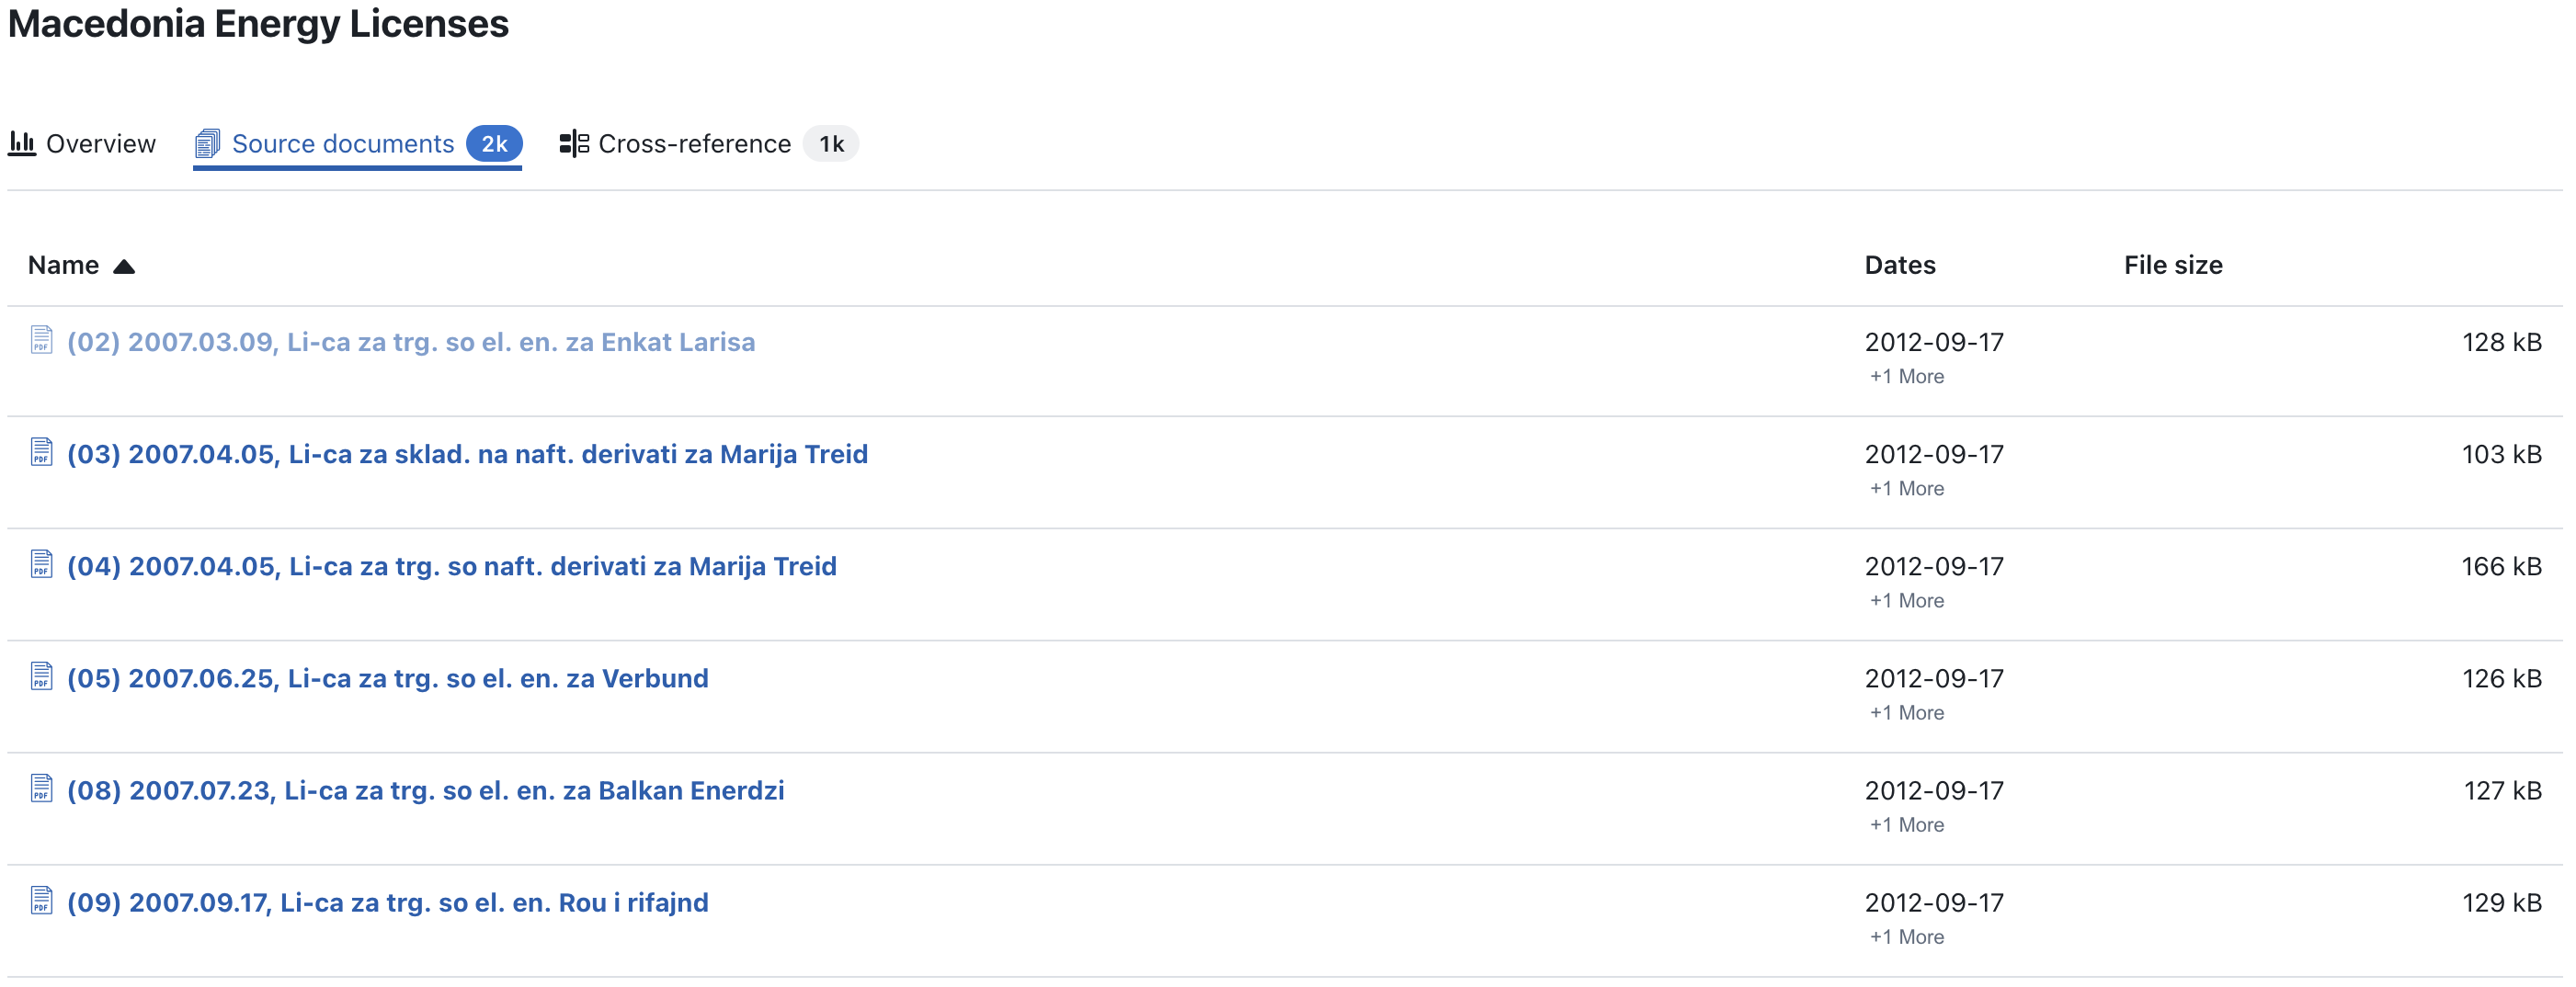 Macedonia Energy Licenses
Overview Source documents 2k Cross-reference 1k
Name Dates File size
(02) 2007.03.09, Li-ca za trg. so el. en. za Enkat Larisa 2012-09-17 128 kB
+1 More
(03) 2007.04.05, Li-ca za sklad. na naft. derivati za Marija Treid 2012-09-17 103 kB
+1 More
(04) 2007.04.05, Li-ca za trg. so naft. derivati za Marija Treid 2012-09-17 166 kB
+1 More
(05) 2007.06.25, Li-ca za trg. so el. en. za Verbund 2012-09-17 126 kB
+1 More
(08) 2007.07.23, Li-ca za trg. so el. en. za Balkan Enerdzi 2012-09-17 127 kB
+1 More
(09) 2007.09.17, Li-ca za trg. so el. en. Rou i rifajnd 2012-09-17 129 kB
+1 More